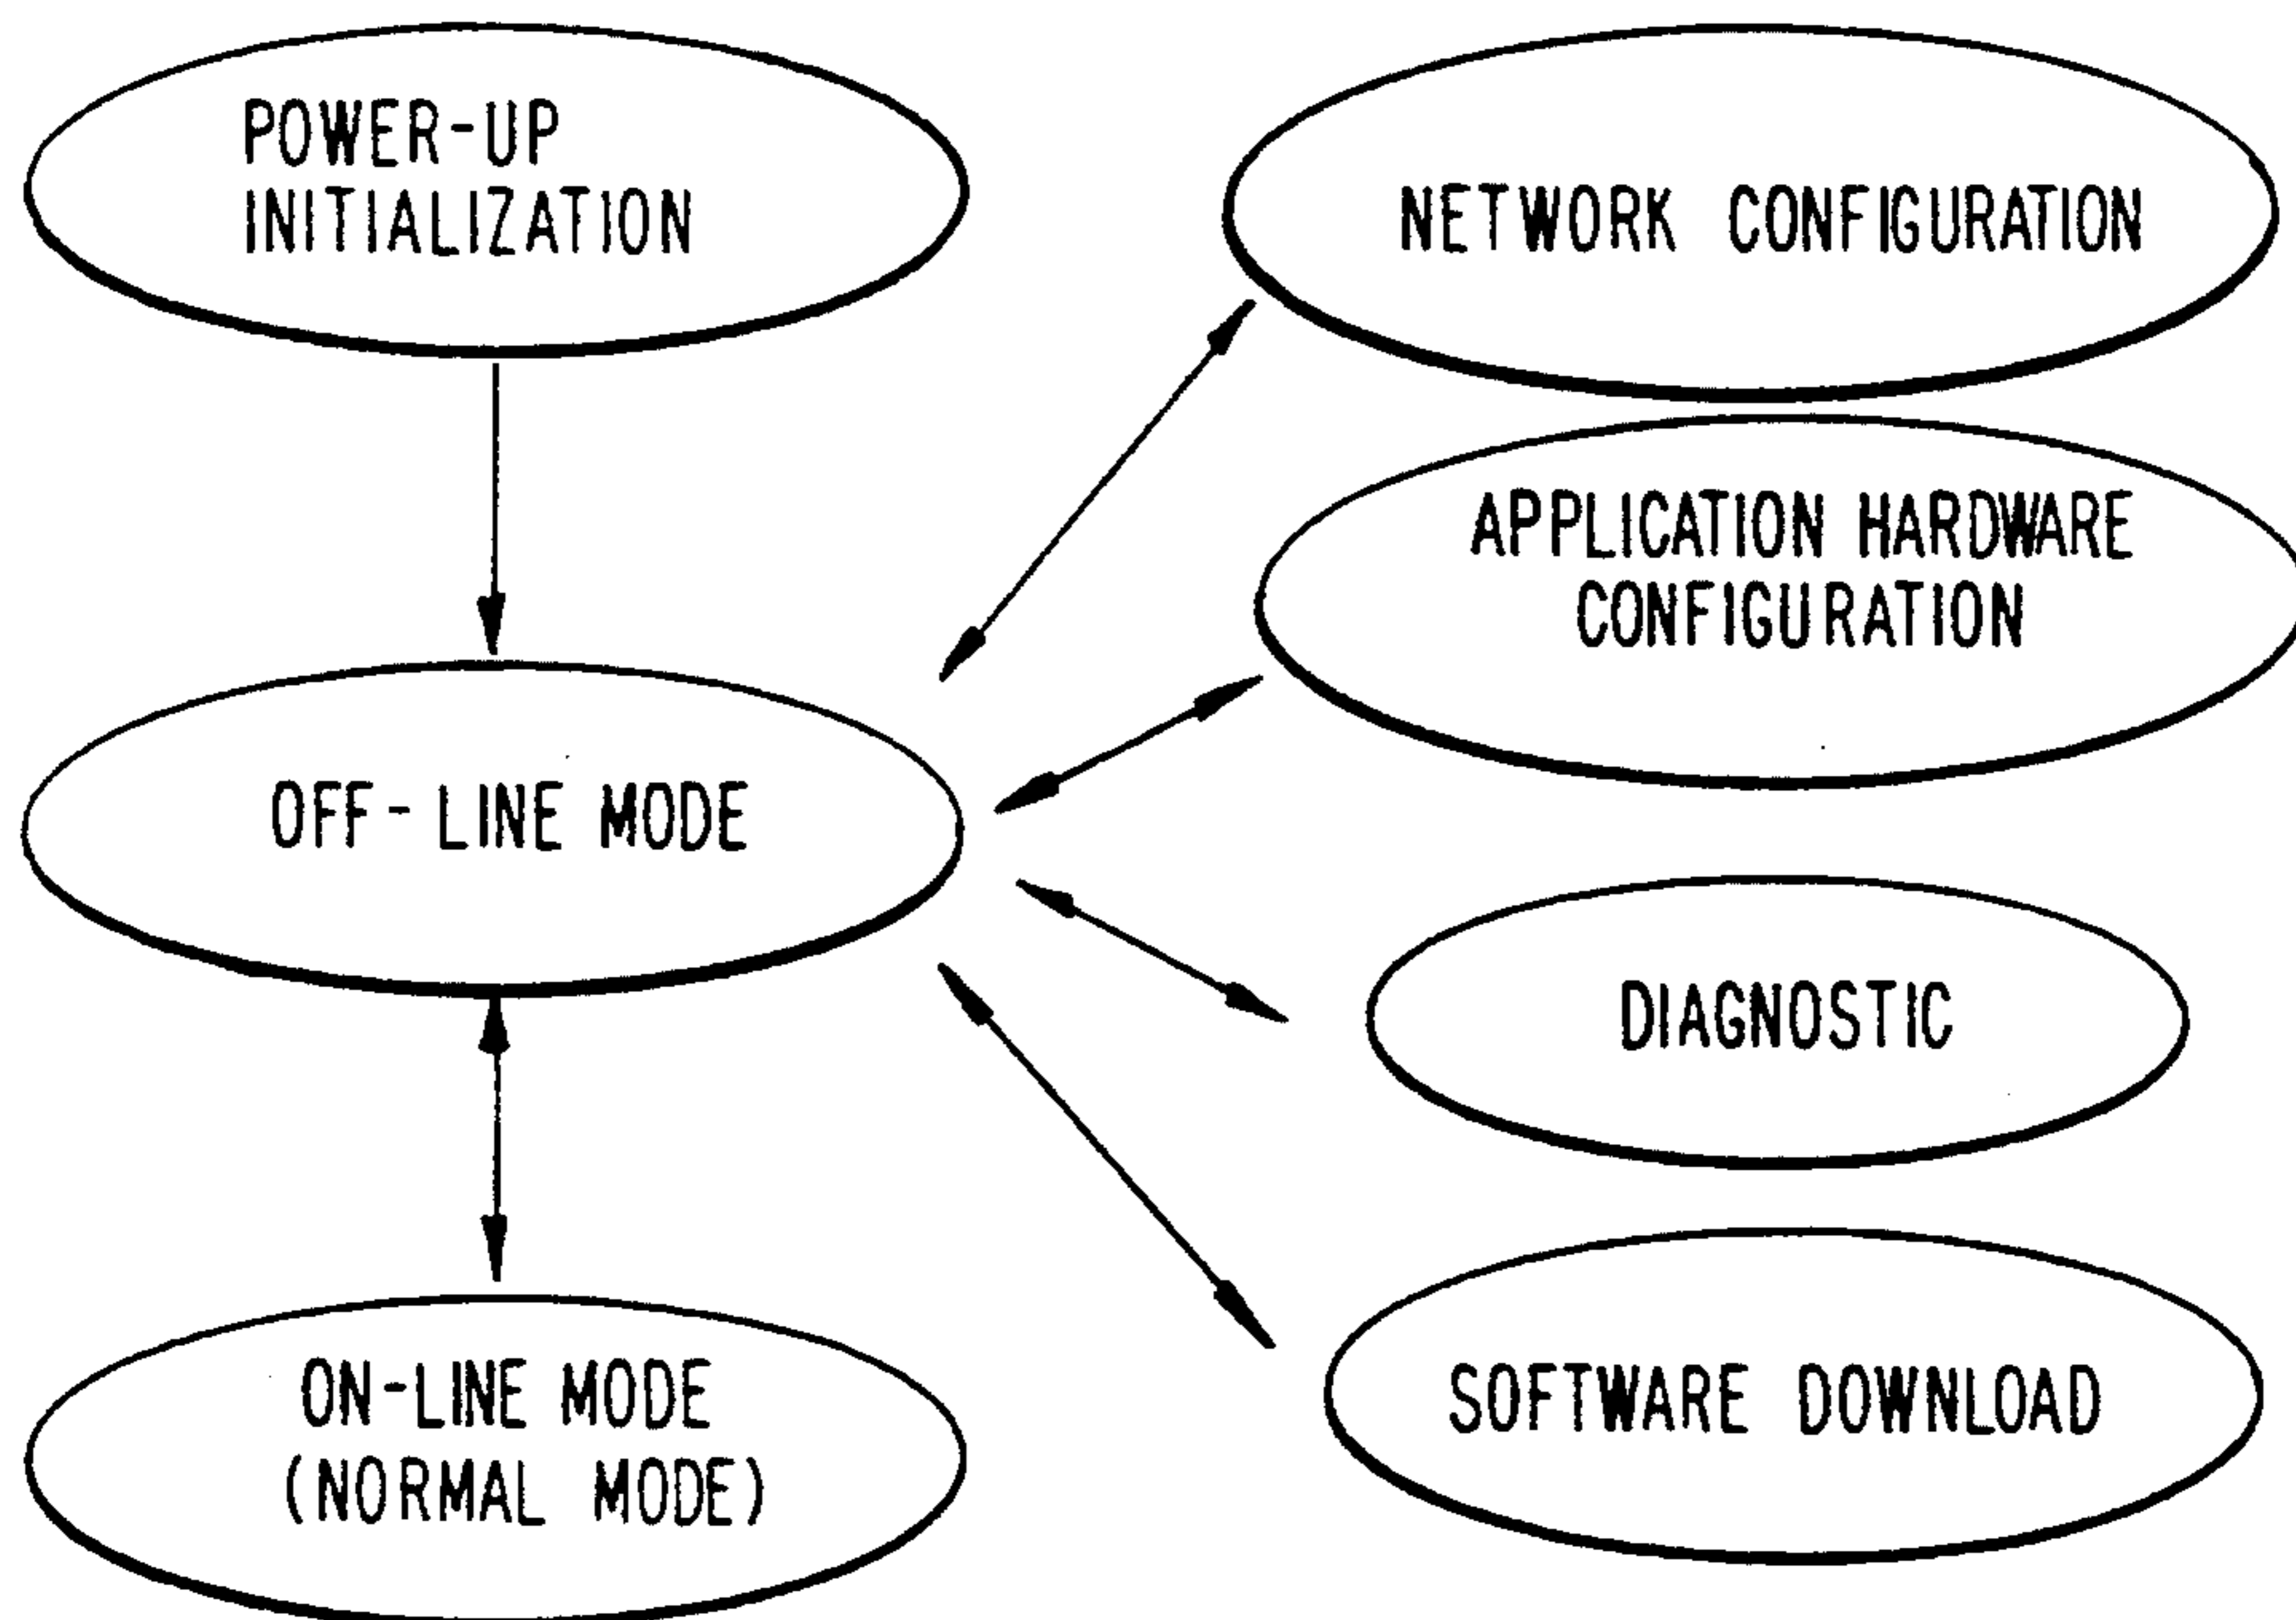 POWER-UP
INITIALIZATION
NETWORK CONFIGURATION
APPLICATION HARDWARE
CONFIGURATION
OFF-LINE MODE
DIAGNOSTIC
ON-LINE MODE
(NORMAL MODE)
SOFTWARE DOWNLOAD